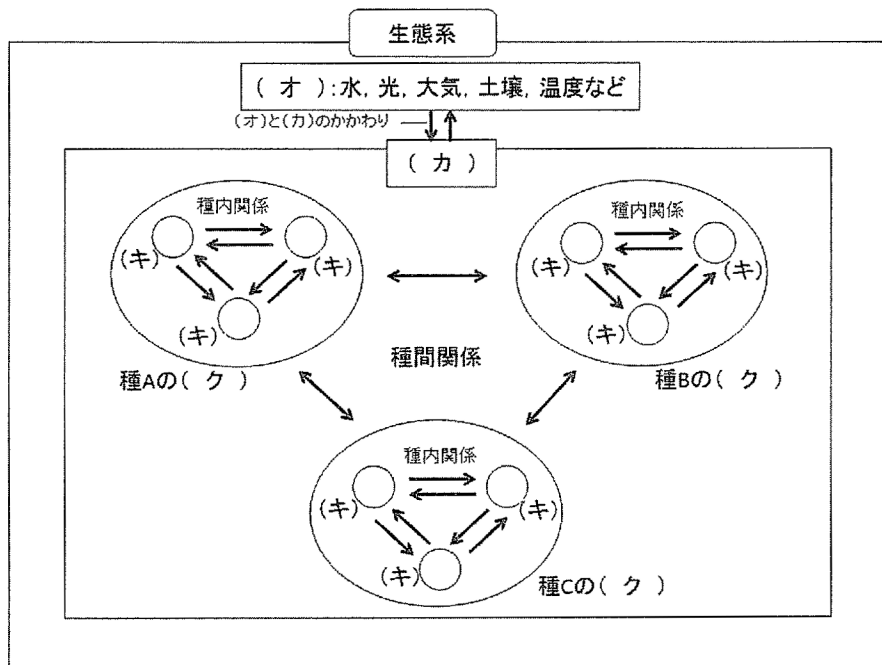 生態系
( オ ):水, 光, 大気, 土壌, 温度など
(オ)と(カ)のかかわり
( カ )
種内関係
(キ)
(キ)
(キ)
種Aの( ク )
種内関係
(キ)
(キ)
(キ)
種Bの( ク )
種間関係
種内関係
(キ)
(キ)
(キ)
種Cの( ク )